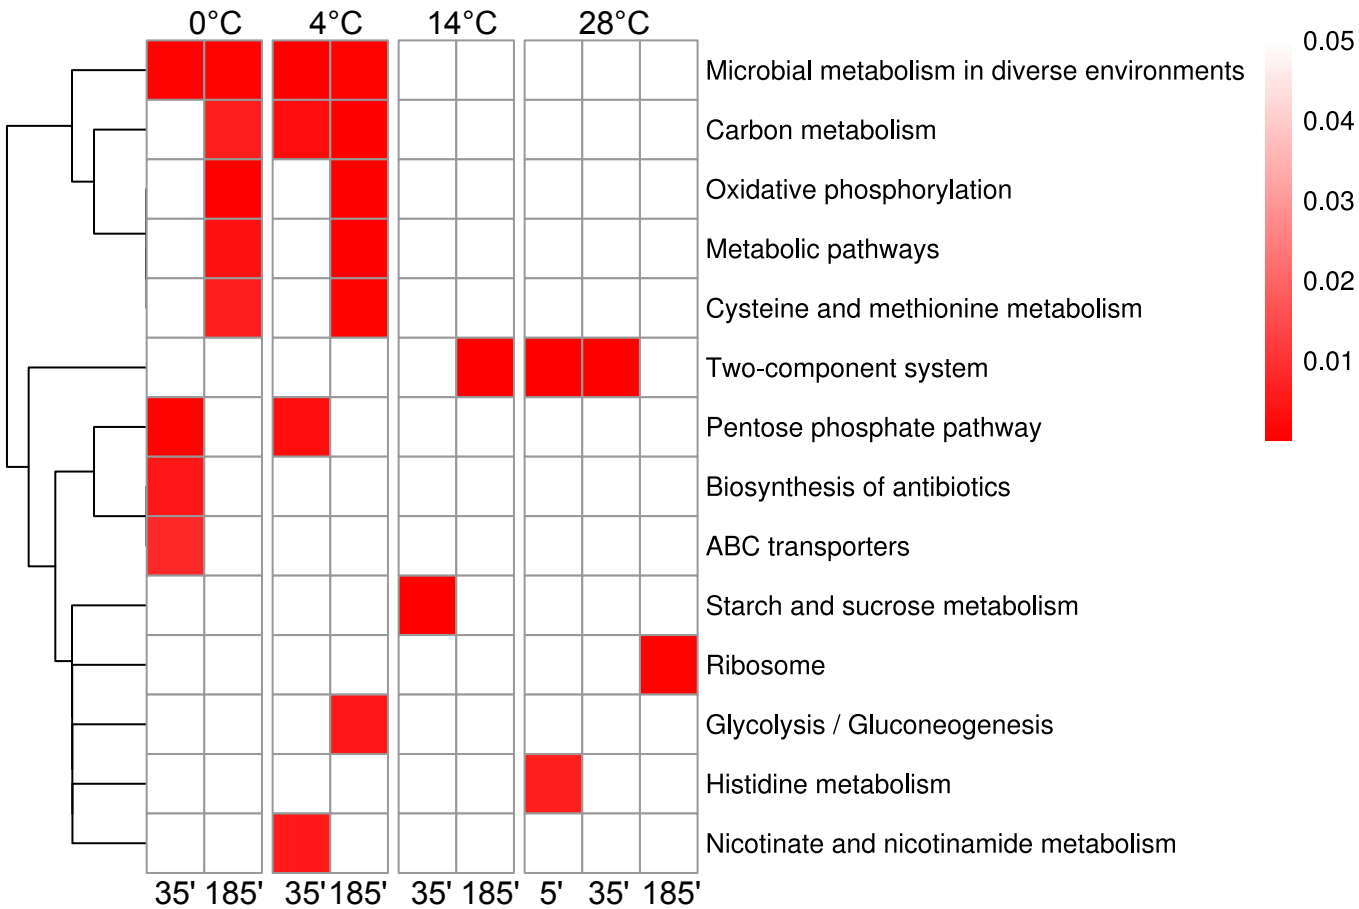 0°C 4°C 14°C 28°C
Microbial metabolism in diverse environments
Carbon metabolism
Oxidative phosphorylation
Metabolic pathways
Cysteine and methionine metabolism
Two-component system
Pentose phosphate pathway
Biosynthesis of antibiotics
ABC transporters
Starch and sucrose metabolism
Ribosome
Glycolysis / Gluconeogenesis
Histidine metabolism
Nicotinate and nicotinamide metabolism
35' 185' 35' 185' 35' 185' 5' 35' 185'
0.05
0.04
0.03
0.02
0.01